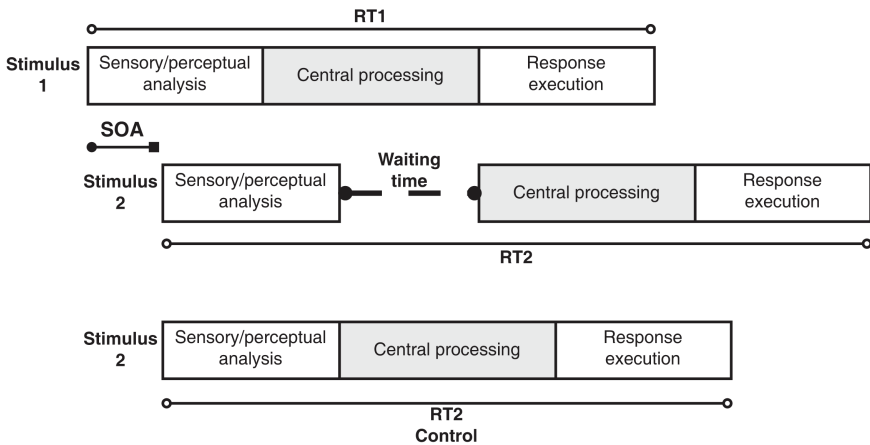 RT1
Stimulus
1
Sensory/perceptual
analysis
Central processing
Response
execution
SOA
Stimulus
2
Sensory/perceptual
analysis
Waiting
time
Central processing
Response
execution
RT2
Stimulus
2
Sensory/perceptual
analysis
Central processing
Response
execution
RT2
Control